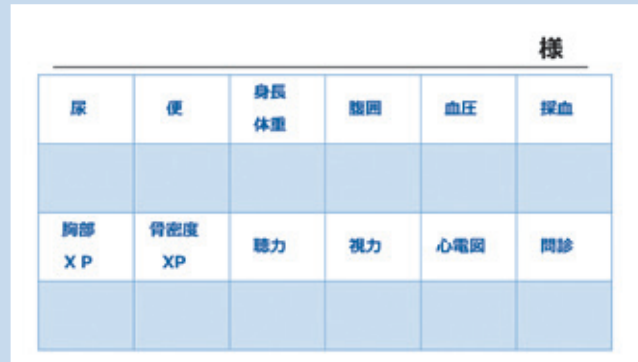 様
尿 便 身長 腹囲 血圧 採血
体重
胸部 骨密度 聴力 視力 心電図 問診
X P XP